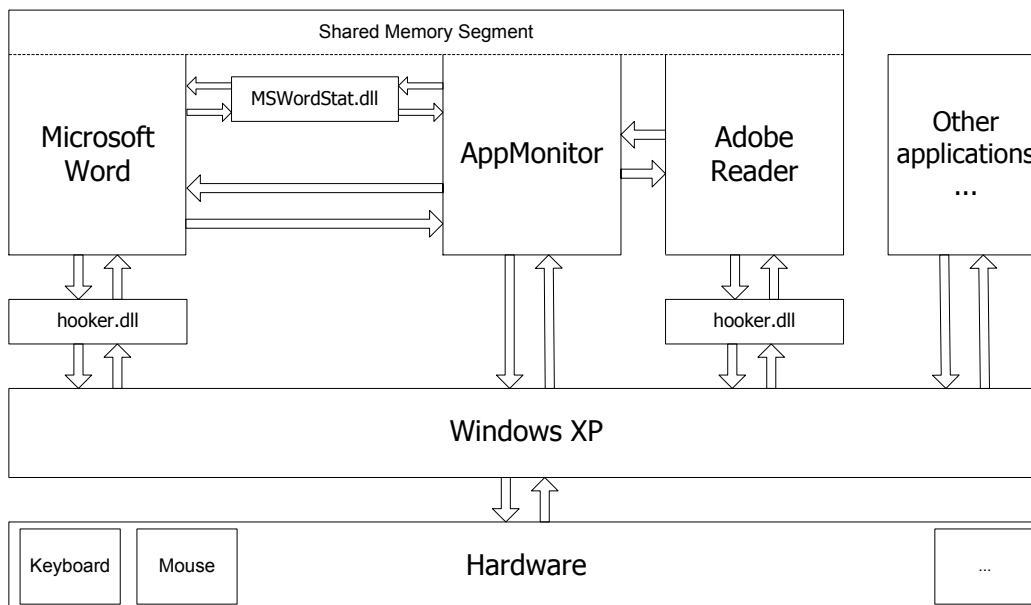 Shared Memory Segment
MSWordStat.dll
Microsoft
Word
AppMonitor
Adobe
Reader
Other
applications
...
hooker.dll
hooker.dll
Windows XP
Keyboard
Mouse
Hardware
...